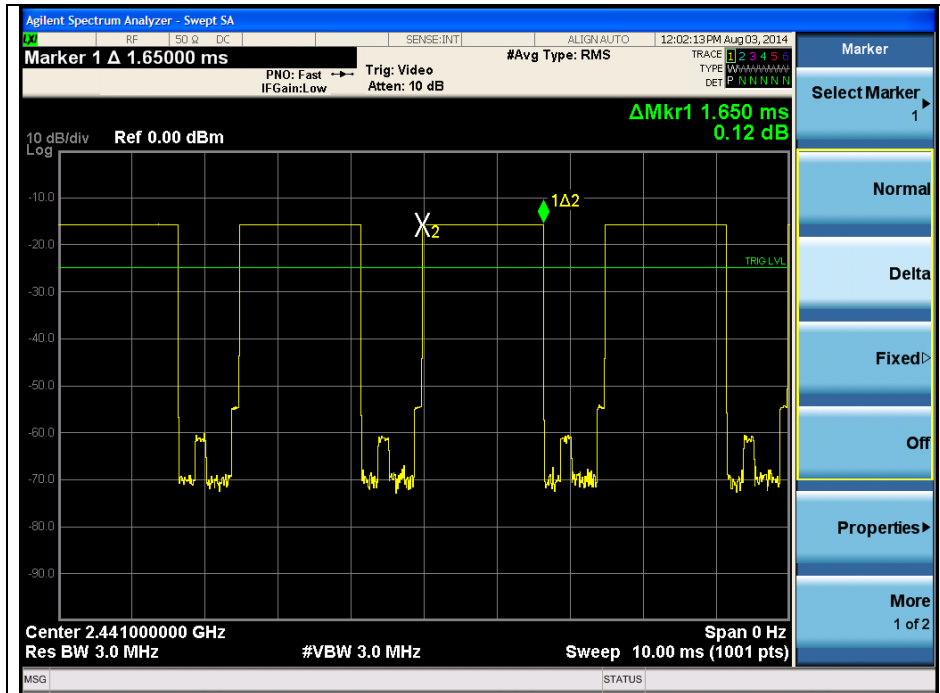 Agilent Spectrum Analyzer - Swept SA
LXI RF 50 Ω DC SENSE:INT ALIGN AUTO 12:02:13 PM Aug 03, 2014
Marker 1 Δ 1.65000 ms
PNO: Fast
IFGain:Low
Trig: Video
Atten: 10 dB
#Avg Type: RMS
TRACE 1 2 3 4 5 6
TYPE W
DET P N N N N N
ΔMkr1 1.650 ms
0.12 dB
10 dB/div Ref 0.00 dBm
Log
-10.0
-20.0
-30.0
-40.0
-50.0
-60.0
-70.0
-80.0
-90.0
1Δ2
X2
TRIG LVL
Center 2.441000000 GHz Span 0 Hz
Res BW 3.0 MHz #VBW 3.0 MHz Sweep 10.00 ms (1001 pts)
MSG STATUS
Marker
Select Marker
1
Normal
Delta
Fixed
Off
Properties
More
1 of 2